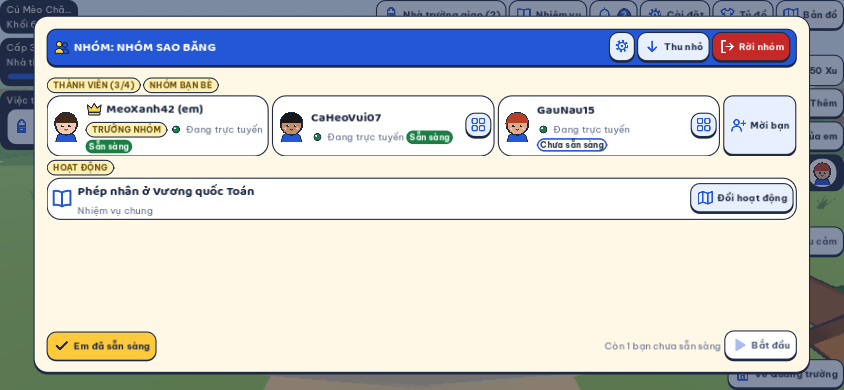 Cú Mèo Chă...
Khối 6
Nhà trường giao (2)
Nhiệm vụ
Cài đặt
Tủ đồ
Bản đồ
NHÓM: NHÓM SAO BĂNG
Thu nhỏ
Rời nhóm
Cấp 3
Nhà th
50 Xu
THÀNH VIÊN (3/4)
NHÓM BẠN BÈ
Việc t
Thêm
MeoXanh42 (em)
TRƯỞNG NHÓM
Đang trực tuyến
Sẵn sàng
CaHeoVui07
Đang trực tuyến
Sẵn sàng
GauNau15
Đang trực tuyến
Chưa sẵn sàng
Mời bạn
ủa em
HOẠT ĐỘNG
Phép nhân ở Vương quốc Toán
Nhiệm vụ chung
Đổi hoạt động
u cảm
Em đã sẵn sàng
Còn 1 bạn chưa sẵn sàng
Bắt đầu
Về Quảng trường